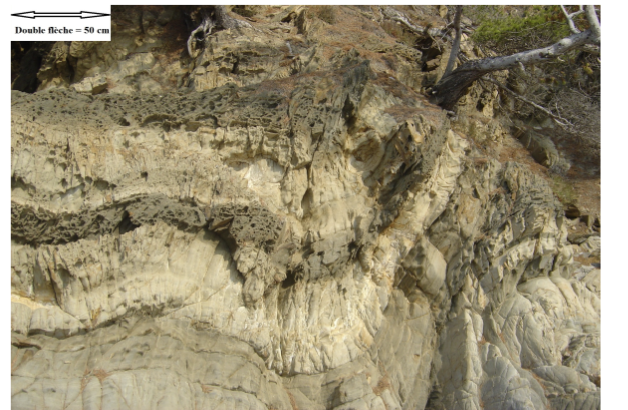 Double flèche = 50 cm